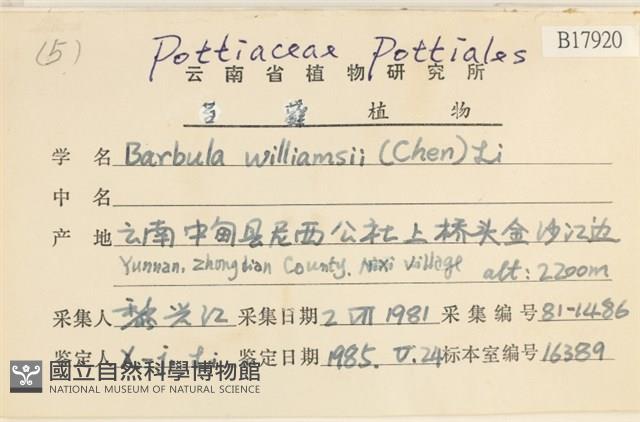 (5) Pottiaceae Pottiales B17920
云南省植物研究所
苔藓植物
学名 Barbula williamsii (Chen) Li
中名
产地 云南中甸县尼西公社上桥头金沙江边
Yunnan, Zhongdian County, Nixi Village alt: 2200m
采集人 黎兴江 采集日期 2 VII 1981 采集编号 81-1486
鉴定人 X-j. Li 鉴定日期 1985. V. 24 标本室编号 16389
國立自然科學博物館
NATIONAL MUSEUM OF NATURAL SCIENCE